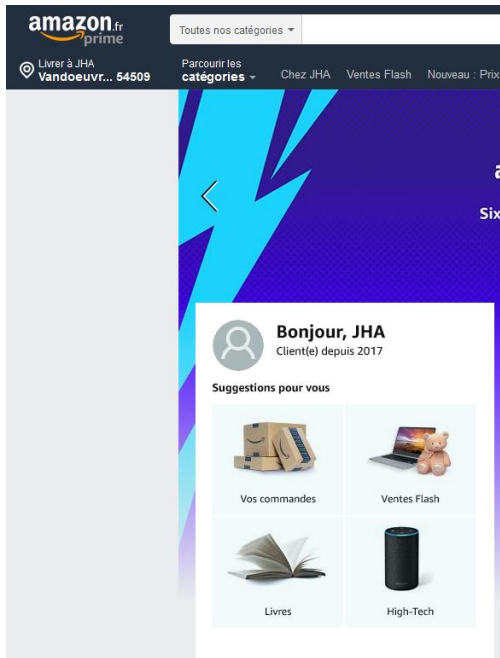 amazon.fr
prime
Toutes nos catégories
Livrer à JHA
Vandoeuvr... 54509
Parcourir les
catégories
Chez JHA Ventes Flash Nouveau : Prix
a
Six
Bonjour, JHA
Client(e) depuis 2017
Suggestions pour vous
Vos commandes Ventes Flash
Livres High-Tech